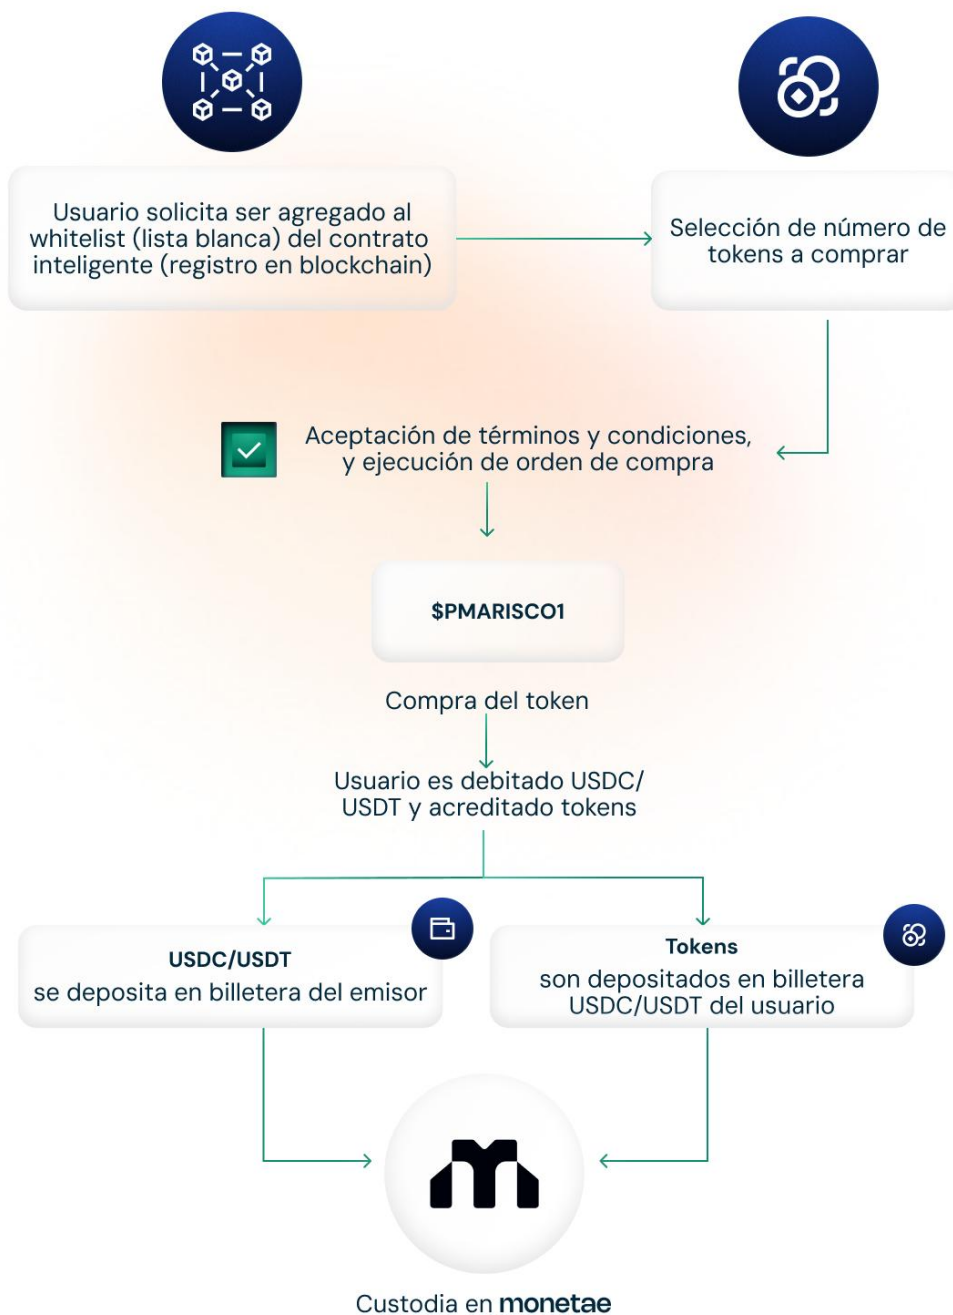 Usuario solicita ser agregado al
whitelist (lista blanca) del contrato
inteligente (registro en blockchain)
Selección de número de
tokens a comprar
Aceptación de términos y condiciones,
y ejecución de orden de compra
$PMARISCO1
Compra del token
Usuario es debitado USDC/
USDT y acreditado tokens
USDC/USDT
se deposita en billetera del emisor
Tokens
son depositados en billetera
USDC/USDT del usuario
Custodia en monetae